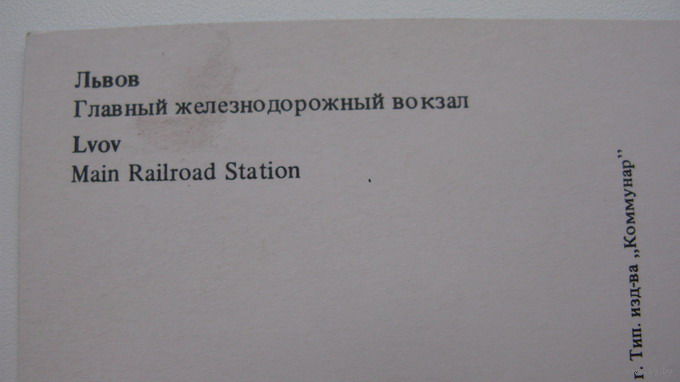 Львов
Главный железнодорожный вокзал
Lvov
Main Railroad Station
г. Тип. изд-ва „Коммунар”